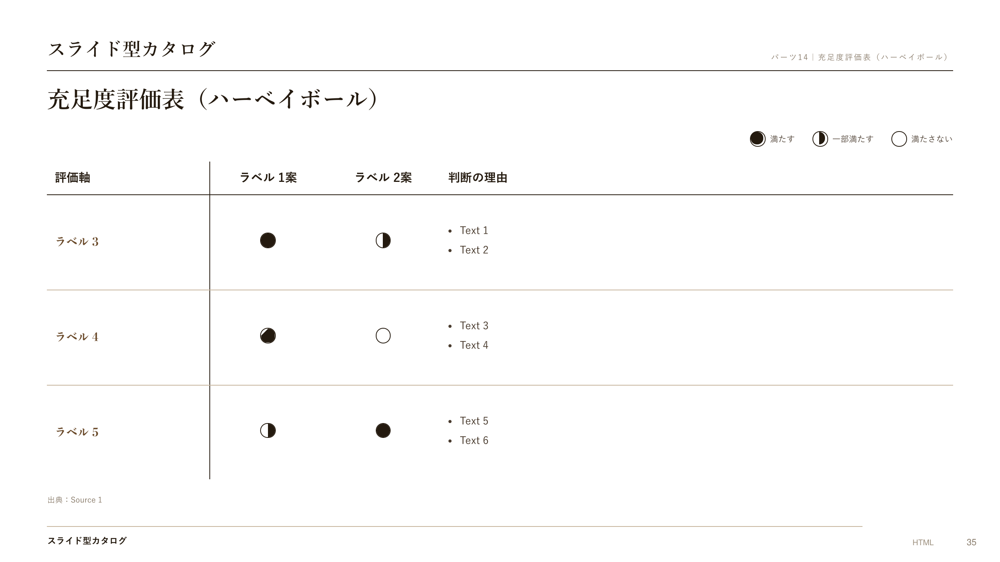 スライド型カタログ
パーツ14｜充足度評価表（ハーベイボール）
充足度評価表（ハーベイボール）
満たす 一部満たす 満たさない
評価軸 ラベル 1案 ラベル 2案 判断の理由
ラベル 3
• Text 1
• Text 2
ラベル 4
• Text 3
• Text 4
ラベル 5
• Text 5
• Text 6
出典：Source 1
スライド型カタログ
HTML 35